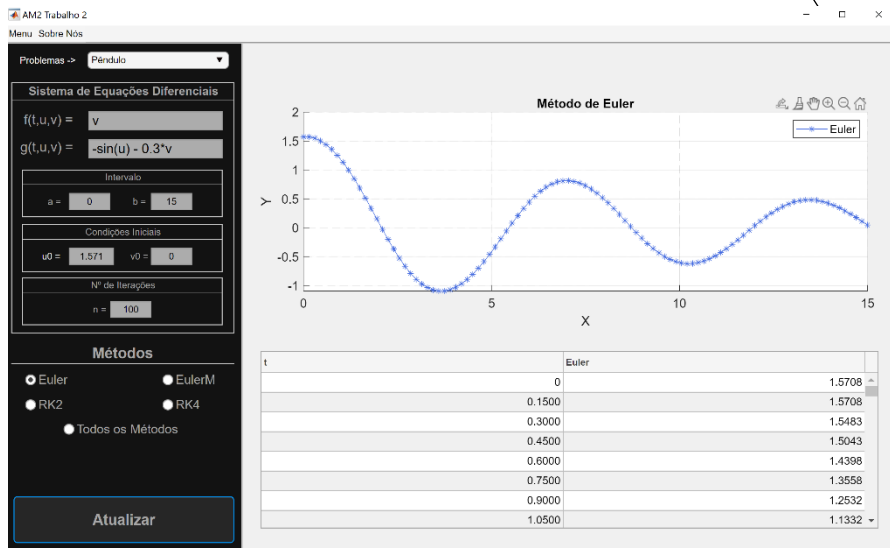 AM2 Trabalho 2
Menu Sobre Nós
Problemas -> Pêndulo
Sistema de Equações Diferenciais
f(t,u,v) = v
g(t,u,v) = -sin(u) - 0.3*v
Intervalo
a = 0 b = 15
Condições Iniciais
u0 = 1.571 v0 = 0
Nº de Iterações
n = 100
Métodos
Euler EulerM
RK2 RK4
Todos os Métodos
Atualizar
Método de Euler
Euler
2
1.5
1
0.5
0
-0.5
-1
Y
0 5 10 15
X
t Euler
0 1.5708
0.1500 1.5708
0.3000 1.5483
0.4500 1.5043
0.6000 1.4398
0.7500 1.3558
0.9000 1.2532
1.0500 1.1332